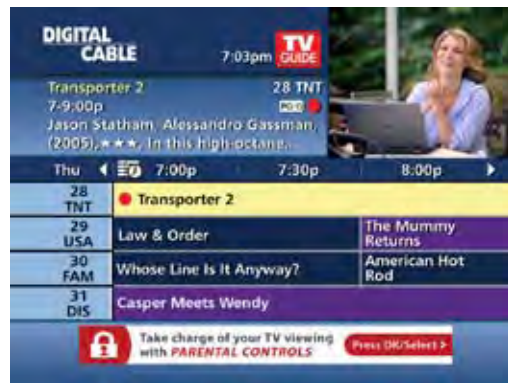 DIGITAL
CABLE
7:03pm
TV
GUIDE
Transporter 2
28 TNT
7-9:00p
PG-13
Jason Statham, Alessandro Gassman,
(2005),★★★, In this high-octane...
Thu
7:00p
7:30p
8:00p
28
TNT
Transporter 2
29
USA
Law & Order
The Mummy
Returns
30
FAM
Whose Line Is It Anyway?
American Hot
Rod
31
DIS
Casper Meets Wendy
Take charge of your TV viewing
with PARENTAL CONTROLS
Press OK/Select >